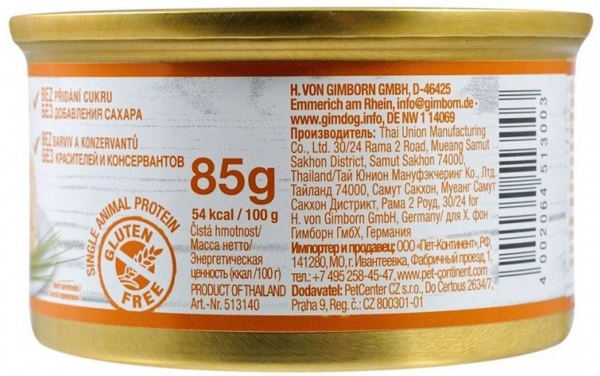 BEZ PŘIDÁNÍ CUKRU
БЕЗ ДОБАВЛЕНИЯ САХАРА
BEZ BARVIV A KONZERVANTŮ
БЕЗ КРАСИТЕЛЕЙ И КОНСЕРВАНТОВ
SINGLE ANIMAL PROTEIN
GLUTEN
FREE
85g
54 kcal / 100 g
Čistá hmotnost/
Масса нетто/
Энергетическая
ценность (ккал/100 г)
PRODUCT OF THAILAND
Art.-Nr. 513140
H. VON GIMBORN GMBH, D-46425
Emmerich am Rhein, info@gimborn.de ·
www.gimdog.info, DE NW 1 14069
Производитель: Thai Union Manufacturing
Co., Ltd. 30/24 Rama 2 Road, Mueang Samut
Sakhon District, Samut Sakhon 74000,
Thailand/Тай Юнион Мануфэкчеринг Ко., Лтд.
Тайланд 74000, Самут Сакхон, Муеанг Самут
Сакхон Дистрикт, Рама 2 Роуд, 30/24 for
H. von Gimborn GmbH, Germany/ для Х. фон
Гимборн ГмбХ, Германия
Импортер и продавец: ООО «Пет-Континент», РФ,
141280, МО, г. Ивантеевка, Фабричный проезд, 1,
тел.: +7 495 258-45-47, www.pet-continent.com
Dodavatel: PetCenter CZ s.r.o., Do Čertous 2634/7,
Praha 9, Reg. č.: CZ 800301-01
4 002064 513003